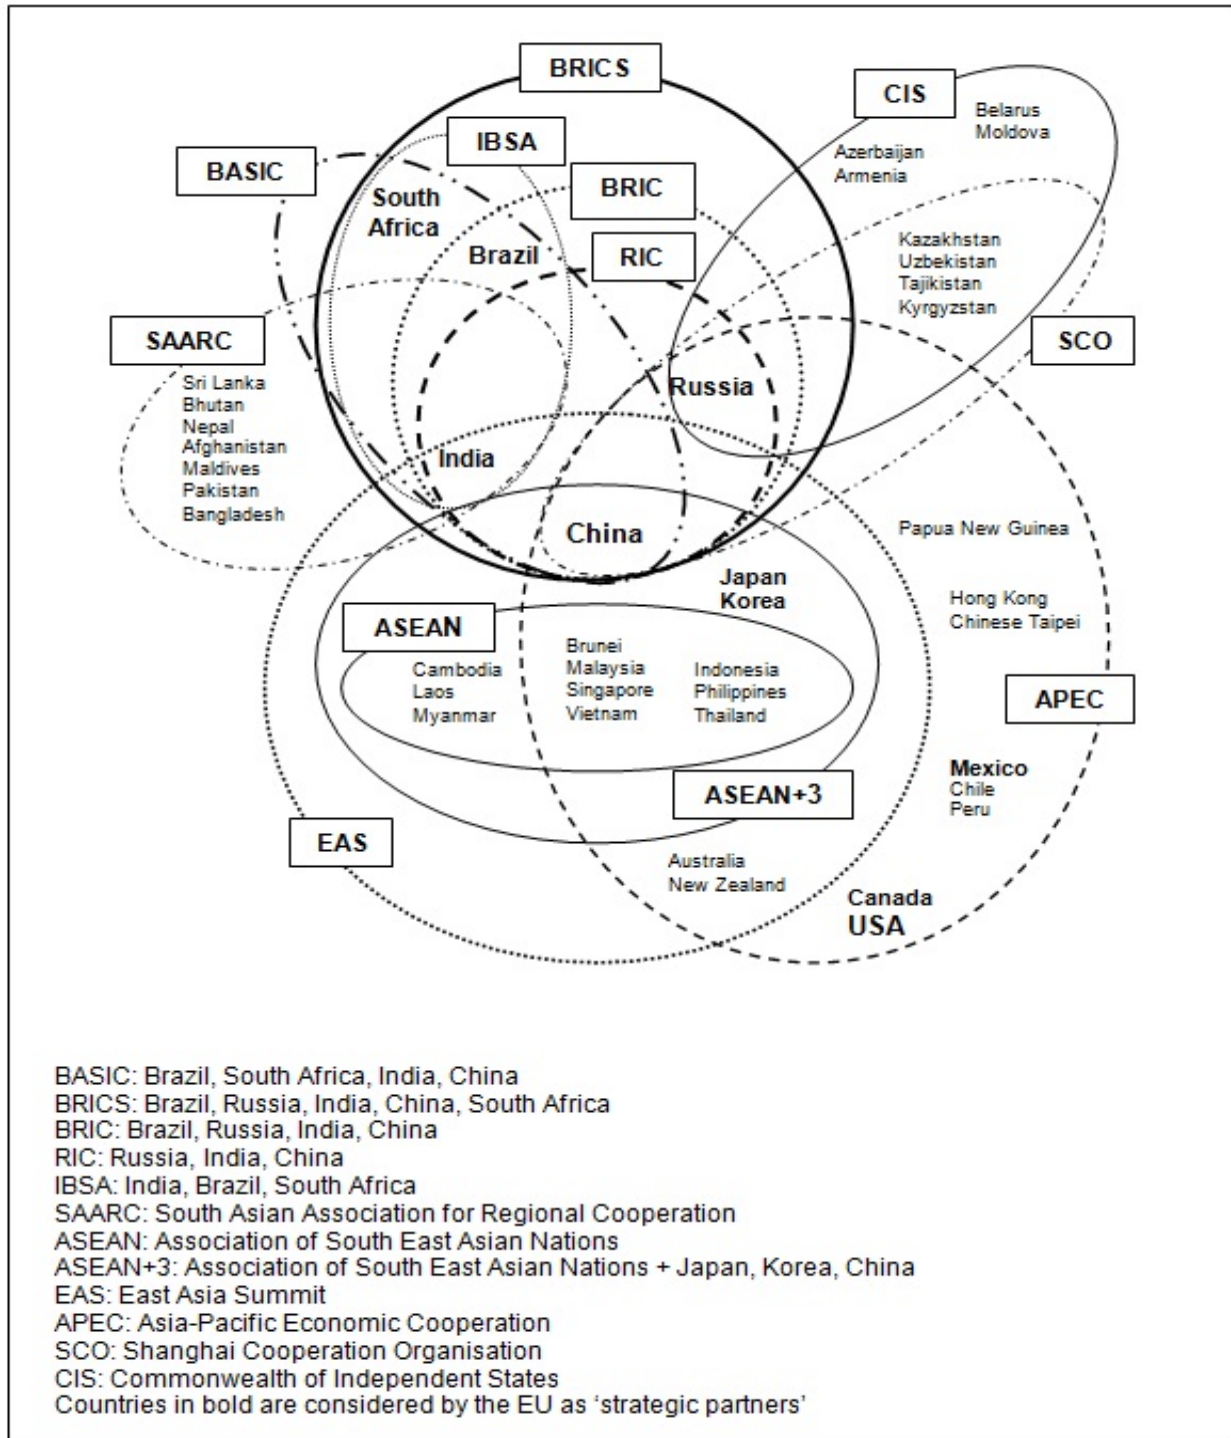 BRICS
CIS
Belarus
Moldova
IBSA
Azerbaijan
Armenia
BASIC
BRIC
South
Africa
Brazil
RIC
Kazakhstan
Uzbekistan
Tajikistan
Kyrgyzstan
SAARC
SCO
Sri Lanka
Bhutan
Nepal
Afghanistan
Maldives
Pakistan
Bangladesh
Russia
India
China
Papua New Guinea
Japan
Korea
Hong Kong
Chinese Taipei
ASEAN
Cambodia
Laos
Myanmar
Brunei
Malaysia
Singapore
Vietnam
Indonesia
Philippines
Thailand
APEC
Mexico
Chile
Peru
ASEAN+3
EAS
Australia
New Zealand
Canada
USA
BASIC: Brazil, South Africa, India, China
BRICS: Brazil, Russia, India, China, South Africa
BRIC: Brazil, Russia, India, China
RIC: Russia, India, China
IBSA: India, Brazil, South Africa
SAARC: South Asian Association for Regional Cooperation
ASEAN: Association of South East Asian Nations
ASEAN+3: Association of South East Asian Nations + Japan, Korea, China
EAS: East Asia Summit
APEC: Asia-Pacific Economic Cooperation
SCO: Shanghai Cooperation Organisation
CIS: Commonwealth of Independent States
Countries in bold are considered by the EU as ‘strategic partners’